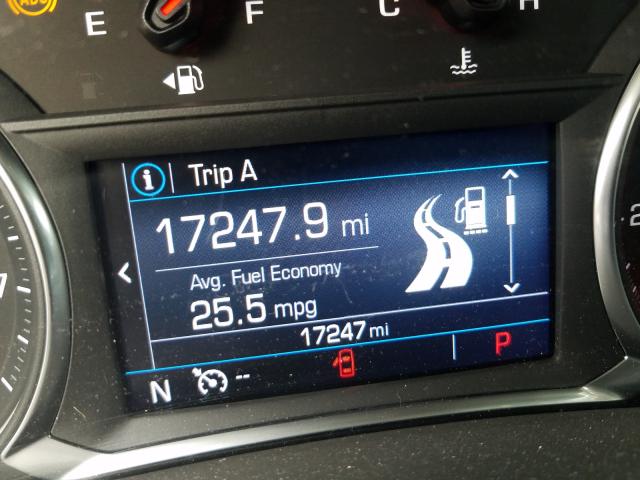 E F C H
Trip A
17247.9 mi
Avg. Fuel Economy
25.5 mpg
17247 mi
N -- P